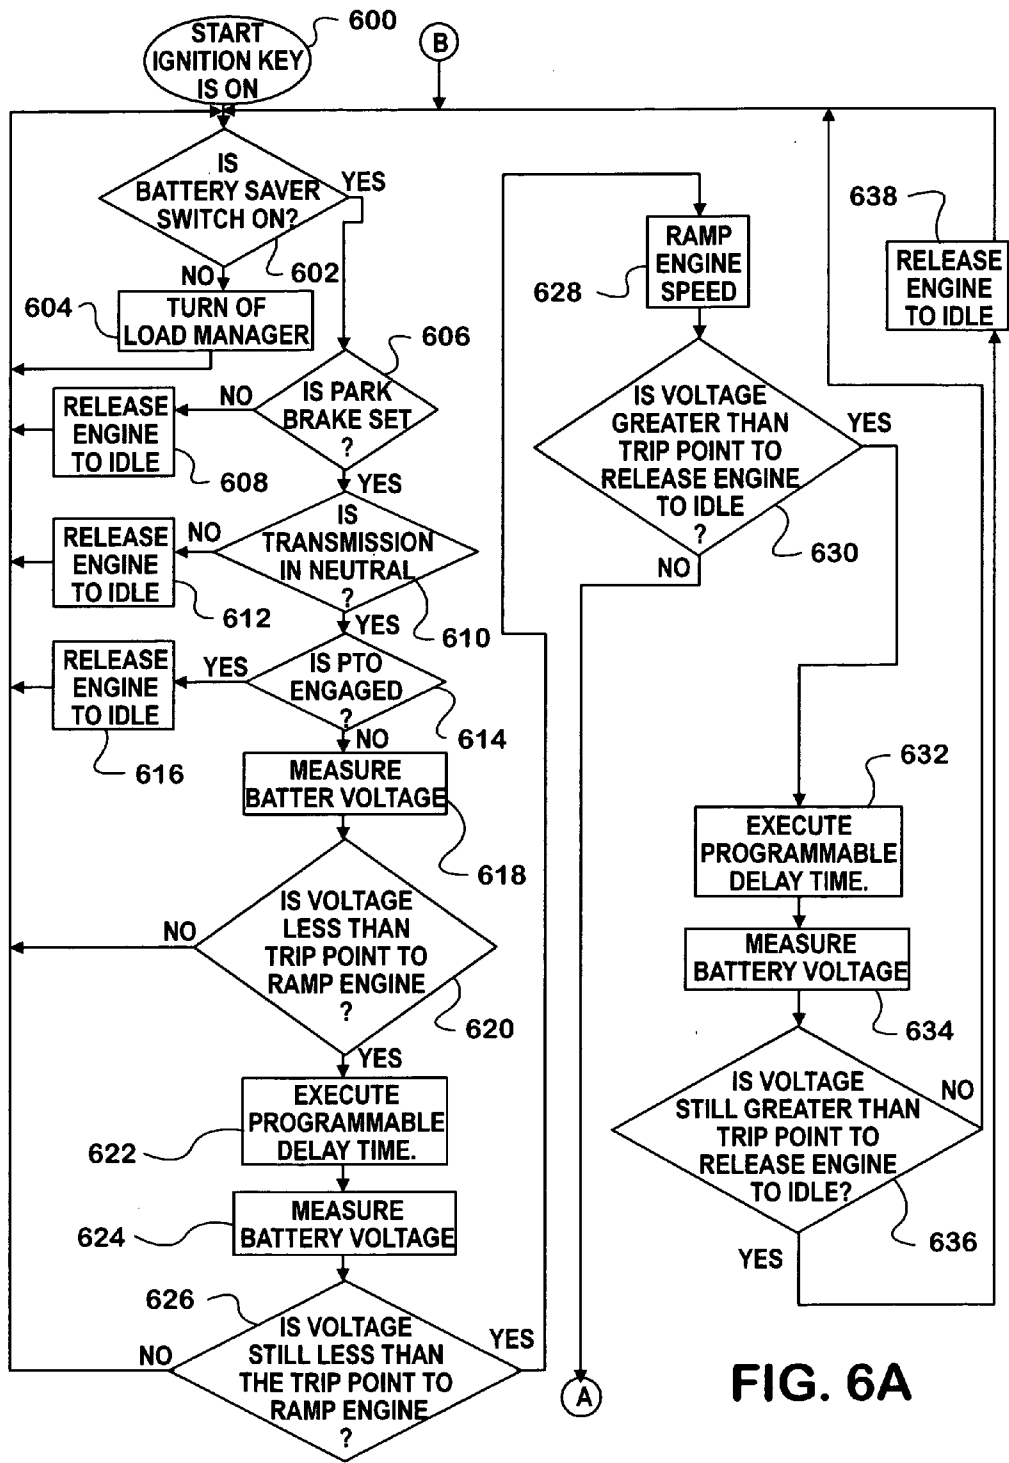 START
IGNITION KEY
IS ON
600
B
IS
BATTERY SAVER
SWITCH ON?
YES
602
NO
604
TURN OF
LOAD MANAGER
606
IS PARK
BRAKE SET
?
NO
RELEASE
ENGINE
TO IDLE
608
YES
IS
TRANSMISSION
IN NEUTRAL
?
NO
RELEASE
ENGINE
TO IDLE
612
610
YES
IS PTO
ENGAGED
?
YES
RELEASE
ENGINE
TO IDLE
616
614
NO
MEASURE
BATTER VOLTAGE
618
IS VOLTAGE
LESS THAN
TRIP POINT TO
RAMP ENGINE
?
NO
620
YES
EXECUTE
PROGRAMMABLE
DELAY TIME.
622
MEASURE
BATTERY VOLTAGE
624
626
IS VOLTAGE
STILL LESS THAN
THE TRIP POINT TO
RAMP ENGINE
?
NO
YES
RAMP
ENGINE
SPEED
628
IS VOLTAGE
GREATER THAN
TRIP POINT TO
RELEASE ENGINE
TO IDLE
?
YES
630
NO
A
632
EXECUTE
PROGRAMMABLE
DELAY TIME.
MEASURE
BATTERY VOLTAGE
634
IS VOLTAGE
STILL GREATER THAN
TRIP POINT TO
RELEASE ENGINE
TO IDLE?
NO
636
YES
638
RELEASE
ENGINE
TO IDLE
FIG. 6A